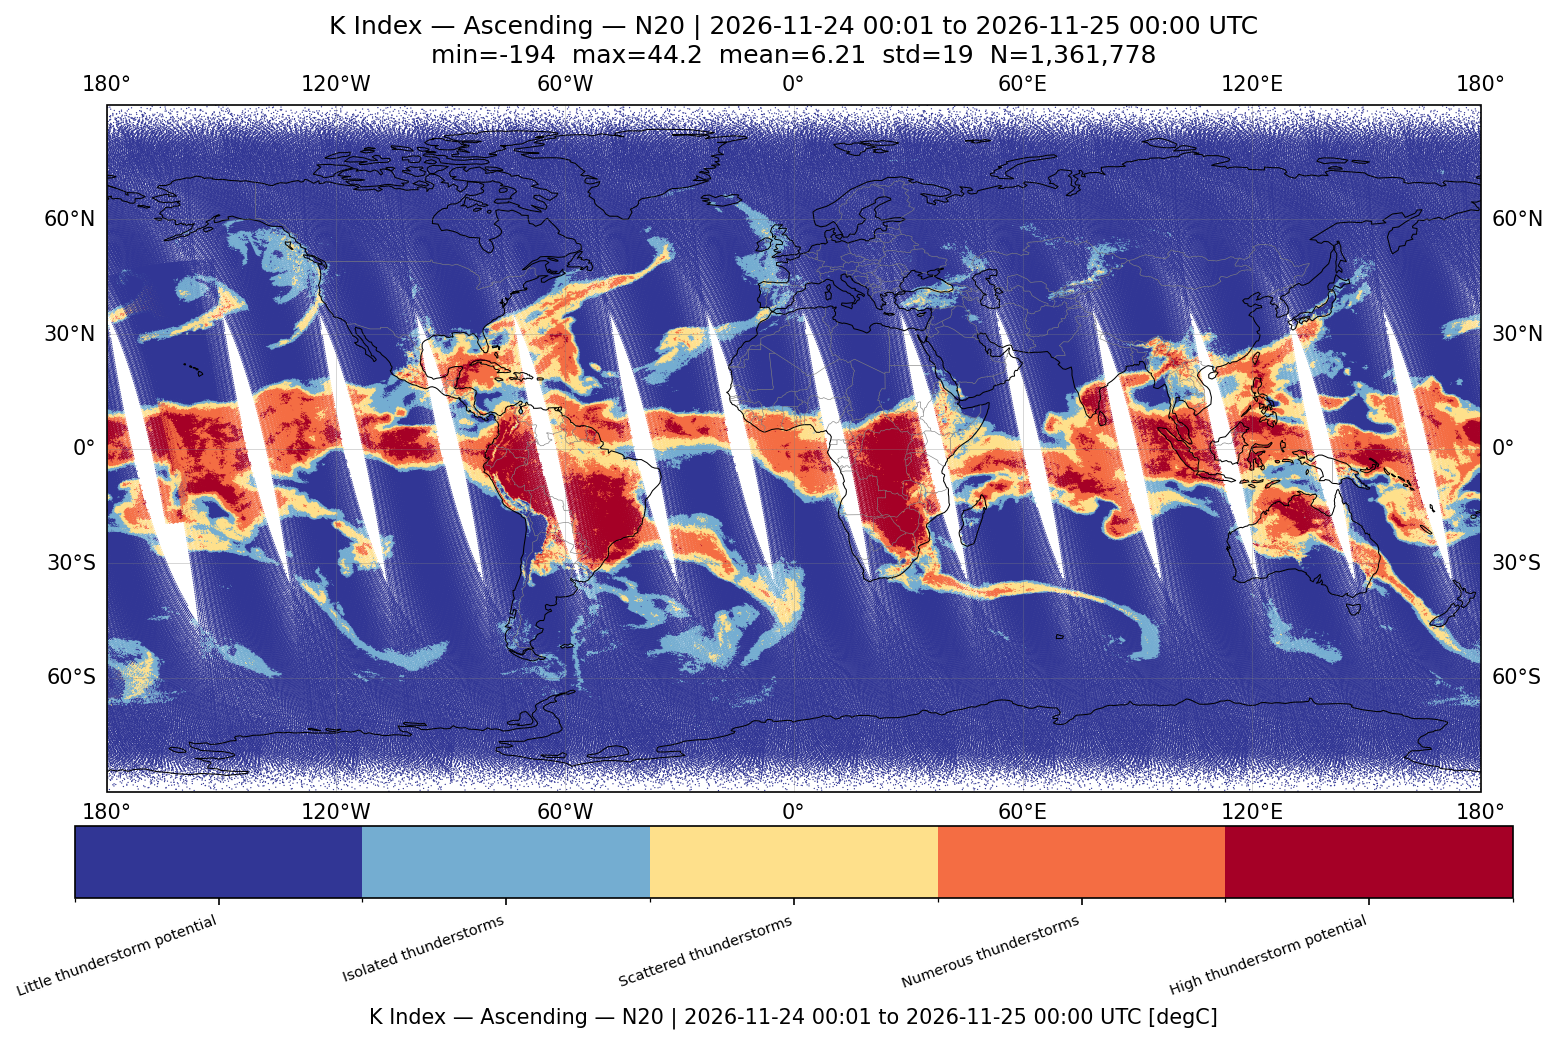 K Index — Ascending — N20 | 2026-11-24 00:01 to 2026-11-25 00:00 UTC
min=-194 max=44.2 mean=6.21 std=19 N=1,361,778
180° 120°W 60°W 0° 60°E 120°E 180°
60°N 60°N
30°N 30°N
0° 0°
30°S 30°S
60°S 60°S
180° 120°W 60°W 0° 60°E 120°E 180°
Little thunderstorm potential
Isolated thunderstorms
Scattered thunderstorms
Numerous thunderstorms
High thunderstorm potential
K Index — Ascending — N20 | 2026-11-24 00:01 to 2026-11-25 00:00 UTC [degC]